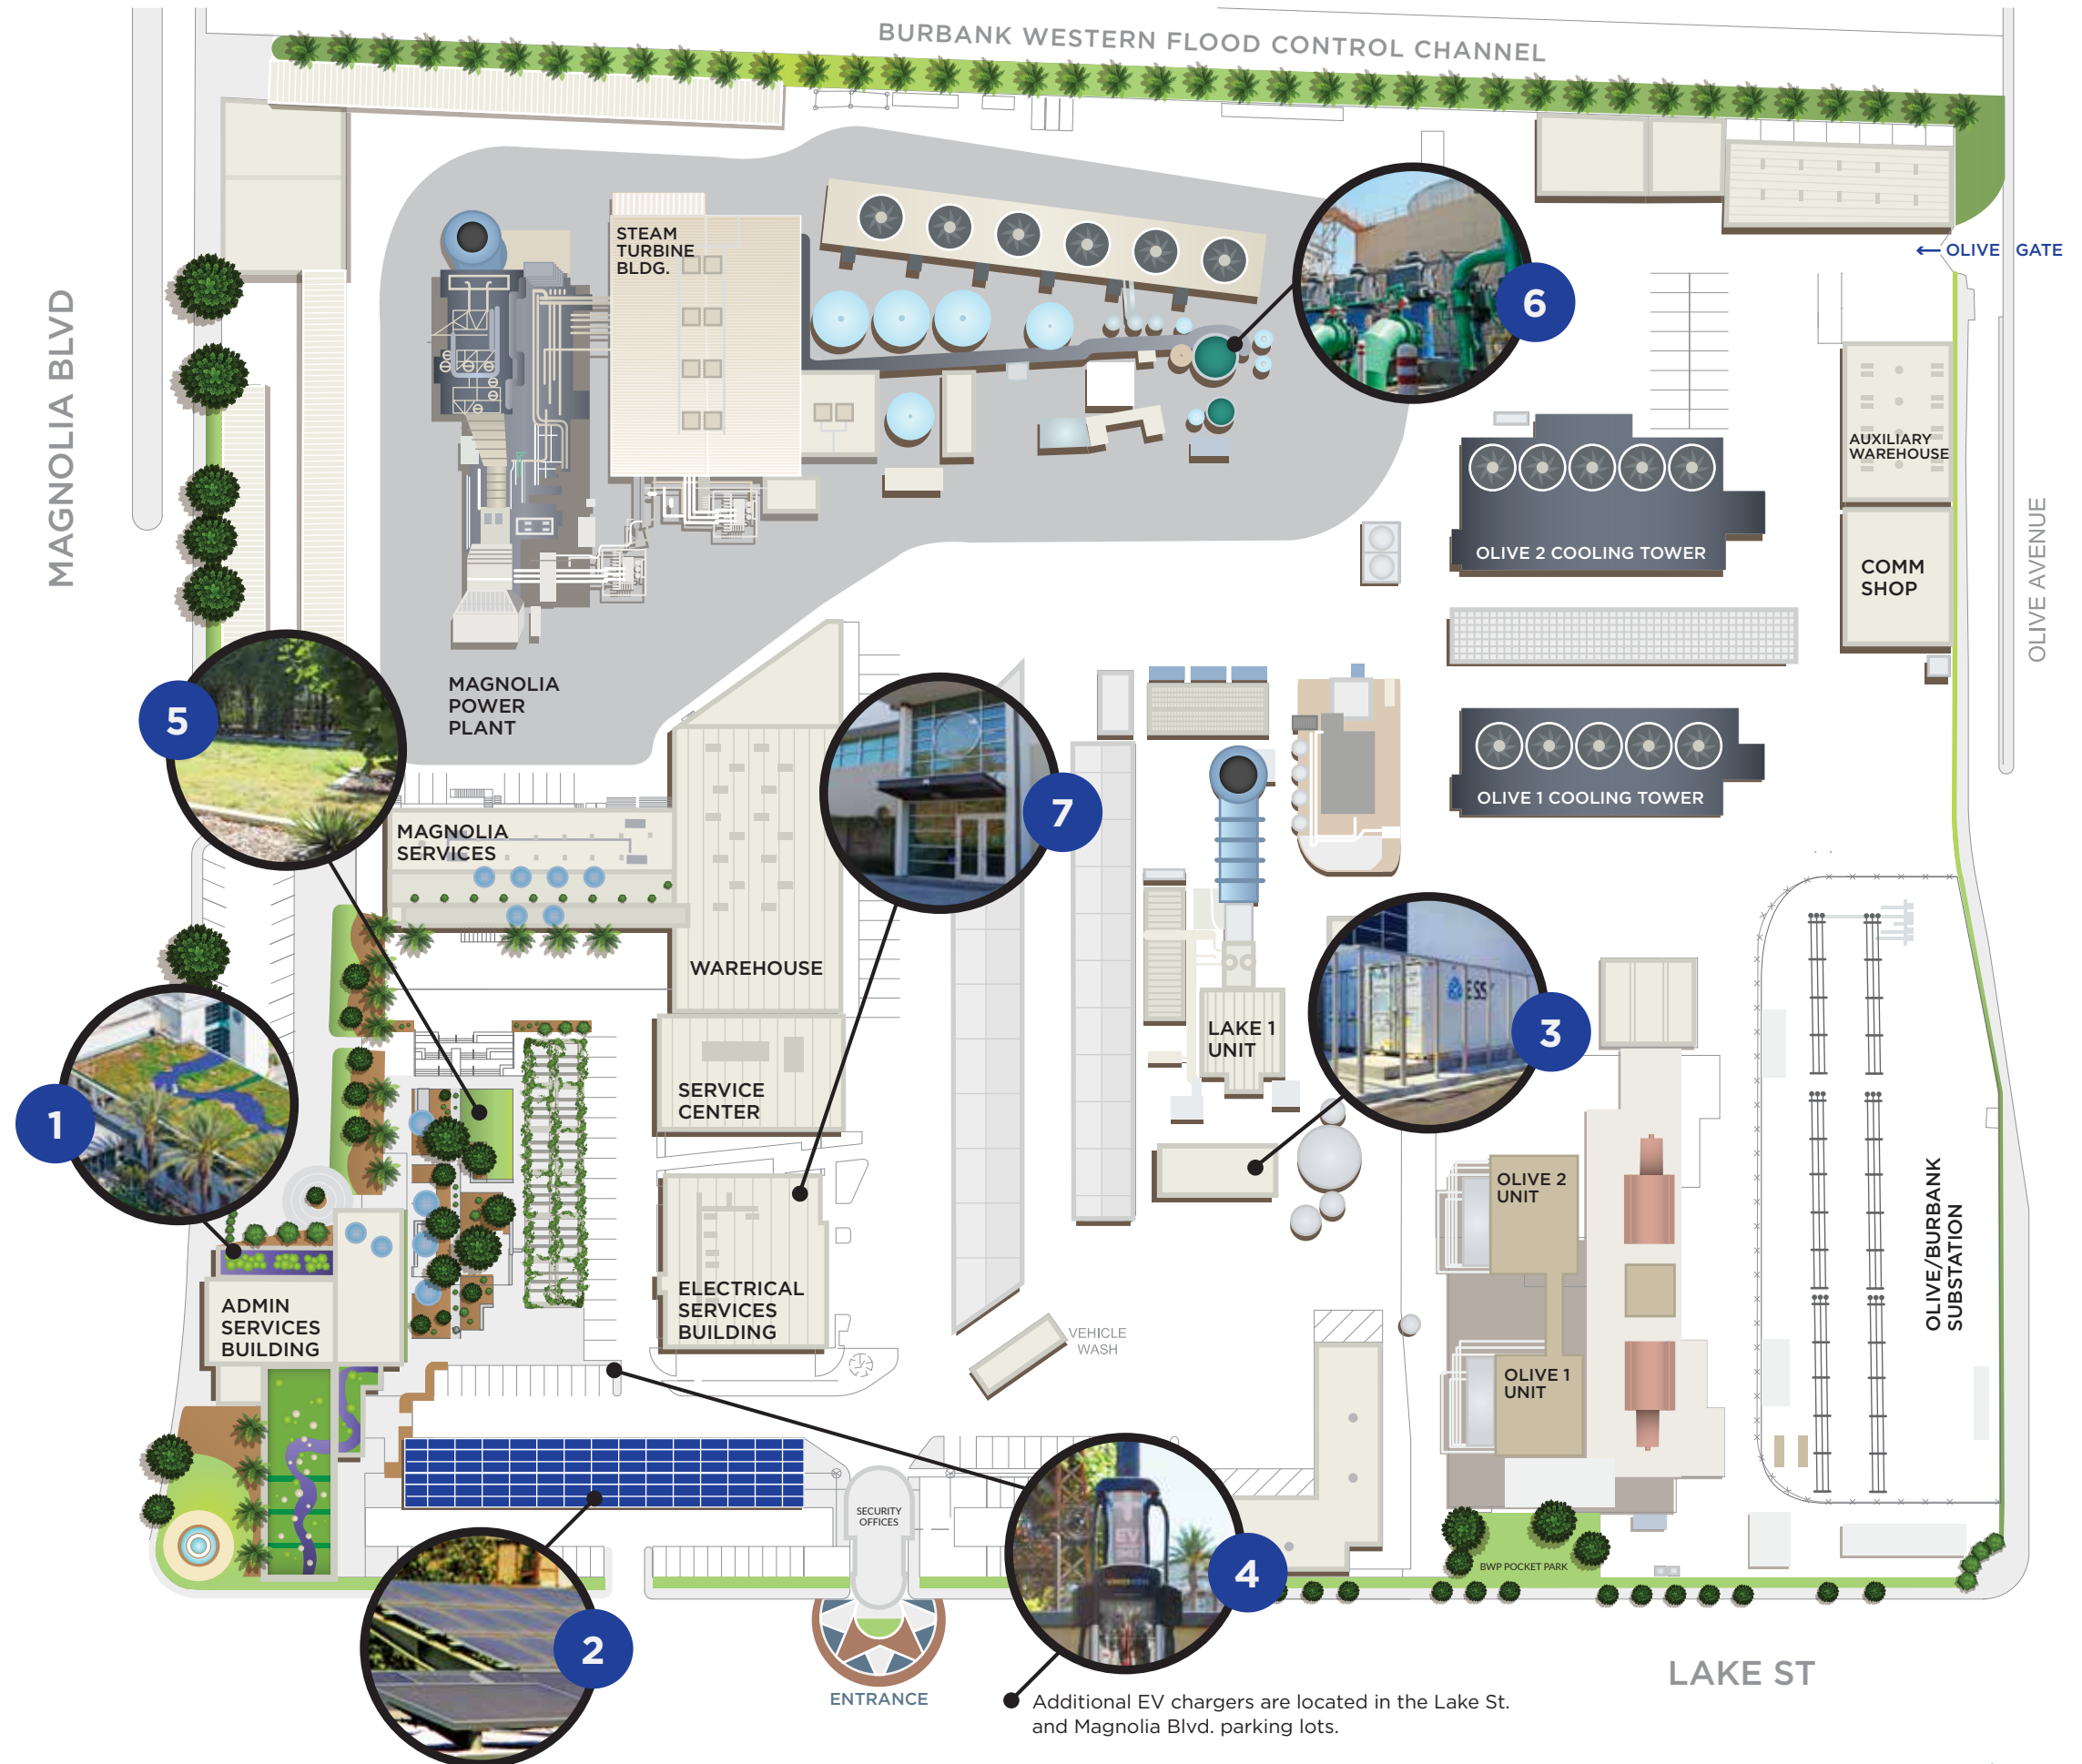 BURBANK WESTERN FLOOD CONTROL CHANNEL
MAGNOLIA BLVD
STEAM
TURBINE
BLDG.
6
← OLIVE GATE
AUXILIARY
WAREHOUSE
OLIVE 2 COOLING TOWER
COMM
SHOP
OLIVE AVENUE
5
MAGNOLIA
POWER
PLANT
7
OLIVE 1 COOLING TOWER
MAGNOLIA
SERVICES
WAREHOUSE
ESS
3
LAKE 1
UNIT
1
SERVICE
CENTER
OLIVE 2
UNIT
OLIVE/BURBANK
SUBSTATION
ADMIN
SERVICES
BUILDING
ELECTRICAL
SERVICES
BUILDING
VEHICLE
WASH
OLIVE 1
UNIT
SECURITY
OFFICES
EV
4
BWP POCKET PARK
2
ENTRANCE
LAKE ST
Additional EV chargers are located in the Lake St.
and Magnolia Blvd. parking lots.